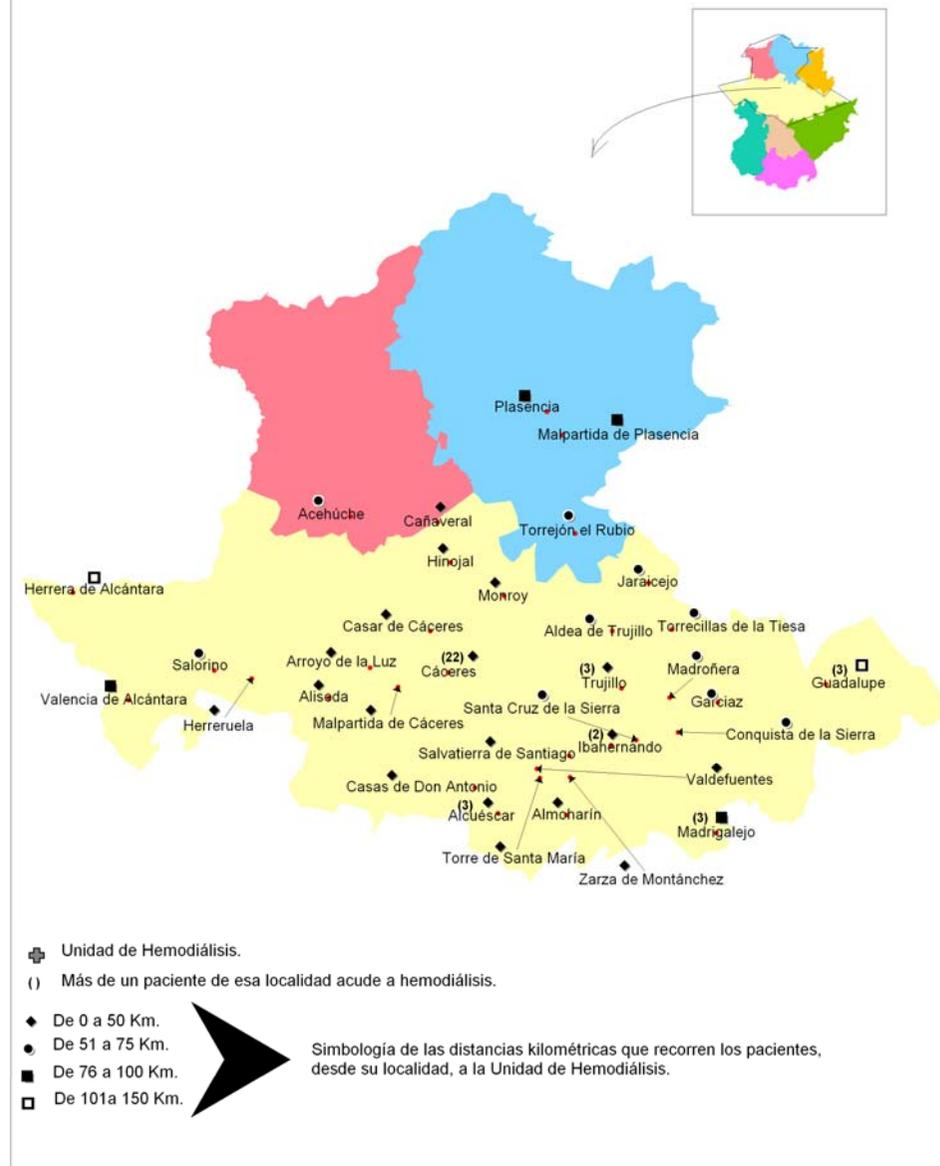 Plasencia
Malpartida de Plasencia
Acehúche
Cañaveral
Torrejón el Rubio
Hinojal
Jaraicejo
Herrera de Alcántara
Monroy
Casar de Cáceres
Aldea de Trujillo
Torrecillas de la Tiesa
Salorino
Arroyo de la Luz
(22)
Cáceres
(3)
Trujillo
Madroñera
(3)
Guadalupe
Valencia de Alcántara
Aliseda
Santa Cruz de la Sierra
Garciaz
Herreruela
Malpartida de Cáceres
(2)
Ibahernando
Conquista de la Sierra
Salvatierra de Santiago
Valdefuentes
Casas de Don Antonio
(3)
Alcuéscar
Almoharín
(3)
Madrigalejo
Torre de Santa María
Zarza de Montánchez
Unidad de Hemodiálisis.
( ) Más de un paciente de esa localidad acude a hemodiálisis.
De 0 a 50 Km.
De 51 a 75 Km.
De 76 a 100 Km.
De 101a 150 Km.
Simbología de las distancias kilométricas que recorren los pacientes,
desde su localidad, a la Unidad de Hemodiálisis.